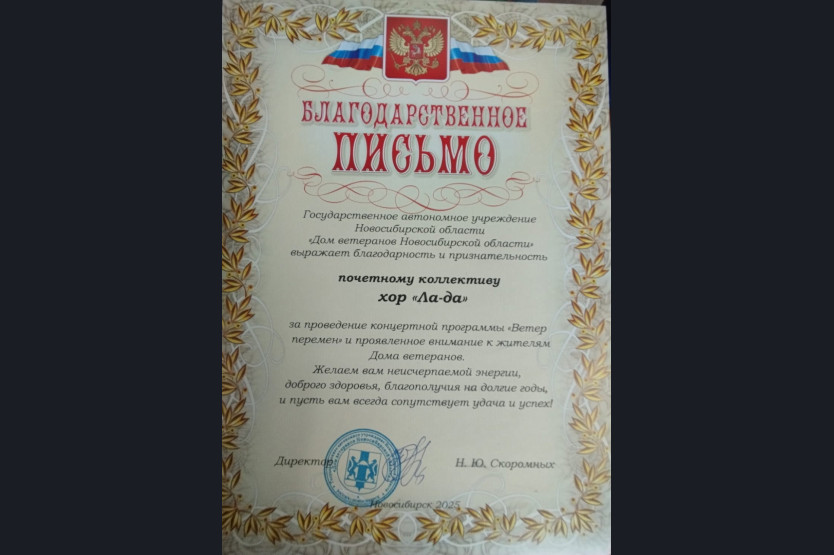 БЛАГОДАРСТВЕННОЕ
ПИСЬМО
Государственное автономное учреждение
Новосибирской области
«Дом ветеранов Новосибирской области»
выражает благодарность и признательность
почетному коллективу
хор «Ла-да»
за проведение концертной программы «Ветер
перемен» и проявленное внимание к жителям
Дома ветеранов.
Желаем вам неисчерпаемой энергии,
доброго здоровья, благополучия на долгие годы,
и пусть вам всегда сопутствует удача и успех!
Директор: Н. Ю. Скоромных
Новосибирск 2025